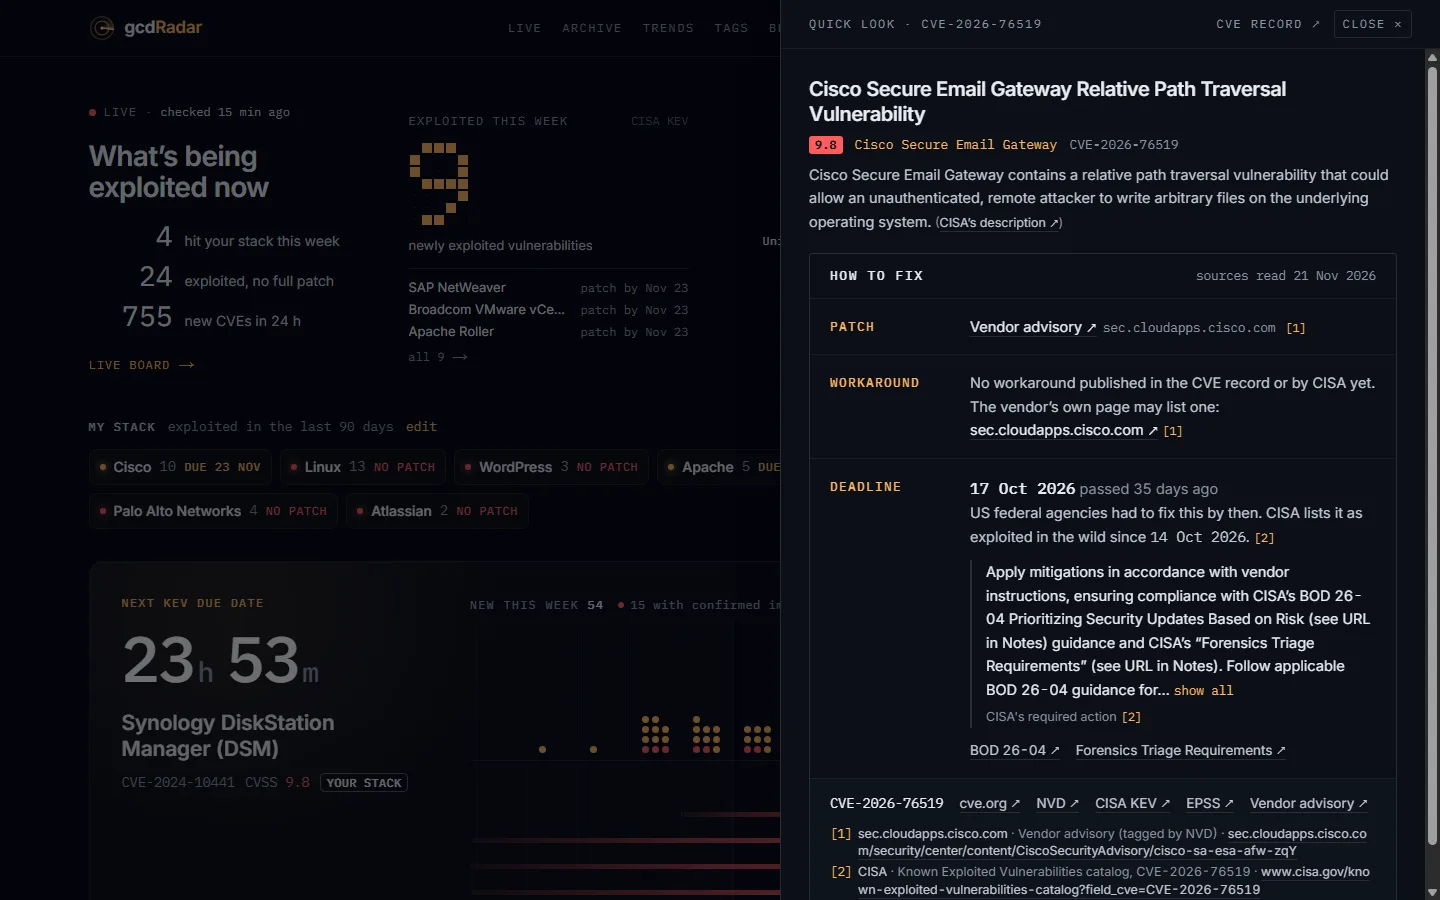 gcdRadar
LIVE ARCHIVE TRENDS TAGS
LIVE · checked 15 min ago
What's being
exploited now
4 hit your stack this week
24 exploited, no full patch
755 new CVEs in 24 h
LIVE BOARD →
EXPLOITED THIS WEEK CISA KEV
9
newly exploited vulnerabilities
SAP NetWeaver patch by Nov 23
Broadcom VMware vCe… patch by Nov 23
Apache Roller patch by Nov 23
all 9 →
MY STACK exploited in the last 90 days edit
Cisco 10 DUE 23 NOV Linux 13 NO PATCH WordPress 3 NO PATCH Apache 5 DUE
Palo Alto Networks 4 NO PATCH Atlassian 2 NO PATCH
NEXT KEV DUE DATE
23h 53m
Synology DiskStation
Manager (DSM)
CVE-2024-10441 CVSS 9.8 YOUR STACK
NEW THIS WEEK 54 15 with confirmed
QUICK LOOK · CVE-2026-76519 CVE RECORD ↗ CLOSE ×
Cisco Secure Email Gateway Relative Path Traversal
Vulnerability
9.8 Cisco Secure Email Gateway CVE-2026-76519
Cisco Secure Email Gateway contains a relative path traversal vulnerability that could
allow an unauthenticated, remote attacker to write arbitrary files on the underlying
operating system. (CISA's description ↗)
HOW TO FIX sources read 21 Nov 2026
PATCH Vendor advisory ↗ sec.cloudapps.cisco.com [1]
WORKAROUND No workaround published in the CVE record or by CISA yet.
The vendor's own page may list one:
sec.cloudapps.cisco.com ↗ [1]
DEADLINE 17 Oct 2026 passed 35 days ago
US federal agencies had to fix this by then. CISA lists it as
exploited in the wild since 14 Oct 2026. [2]
Apply mitigations in accordance with vendor
instructions, ensuring compliance with CISA's BOD 26-
04 Prioritizing Security Updates Based on Risk (see URL
in Notes) guidance and CISA's "Forensics Triage
Requirements" (see URL in Notes). Follow applicable
BOD 26-04 guidance for… show all
CISA's required action [2]
BOD 26-04 ↗ Forensics Triage Requirements ↗
CVE-2026-76519 cve.org ↗ NVD ↗ CISA KEV ↗ EPSS ↗ Vendor advisory ↗
[1] sec.cloudapps.cisco.com · Vendor advisory (tagged by NVD) · sec.cloudapps.cisco.co
m/security/center/content/CiscoSecurityAdvisory/cisco-sa-esa-afw-zqY
[2] CISA · Known Exploited Vulnerabilities catalog, CVE-2026-76519 · www.cisa.gov/kno
wn-exploited-vulnerabilities-catalog?field_cve=CVE-2026-76519